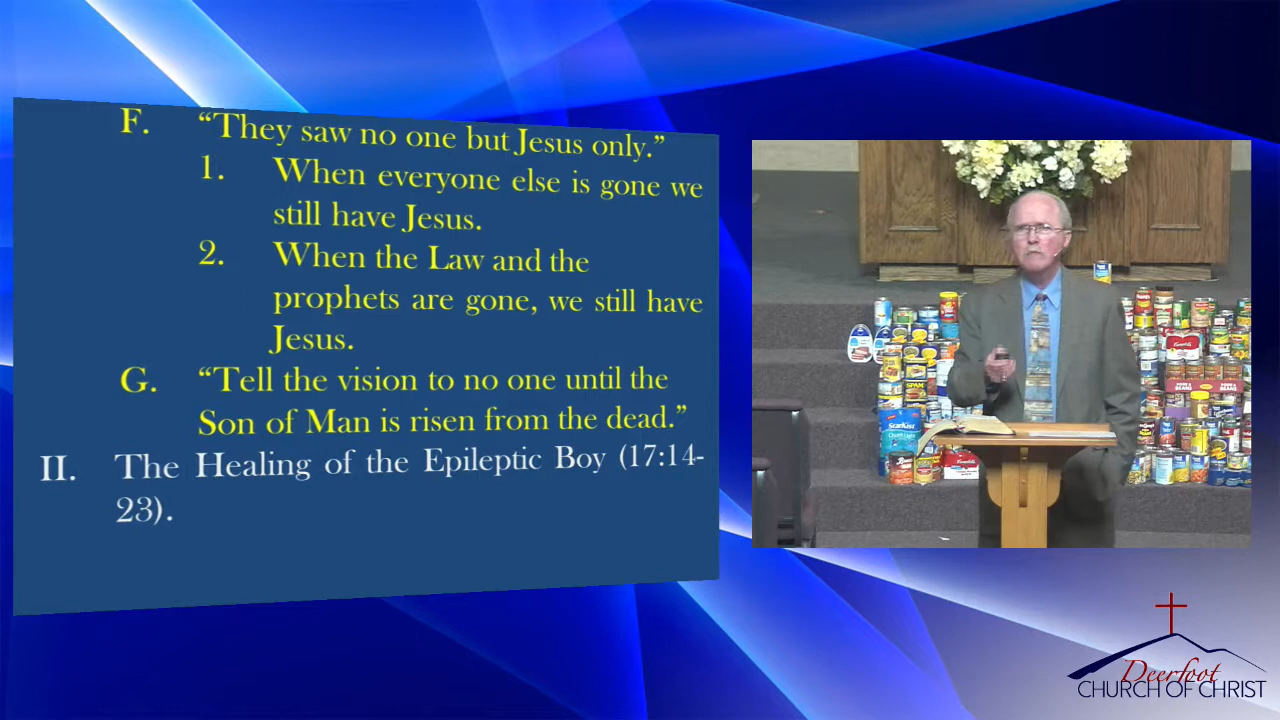 F. “They saw no one but Jesus only.”
1. When everyone else is gone we
still have Jesus.
2. When the Law and the
prophets are gone, we still have
Jesus.
G. “Tell the vision to no one until the
Son of Man is risen from the dead.”
II. The Healing of the Epileptic Boy (17:14-
23).
SPAM
StarKist
Deerfoot
CHURCH OF CHRIST